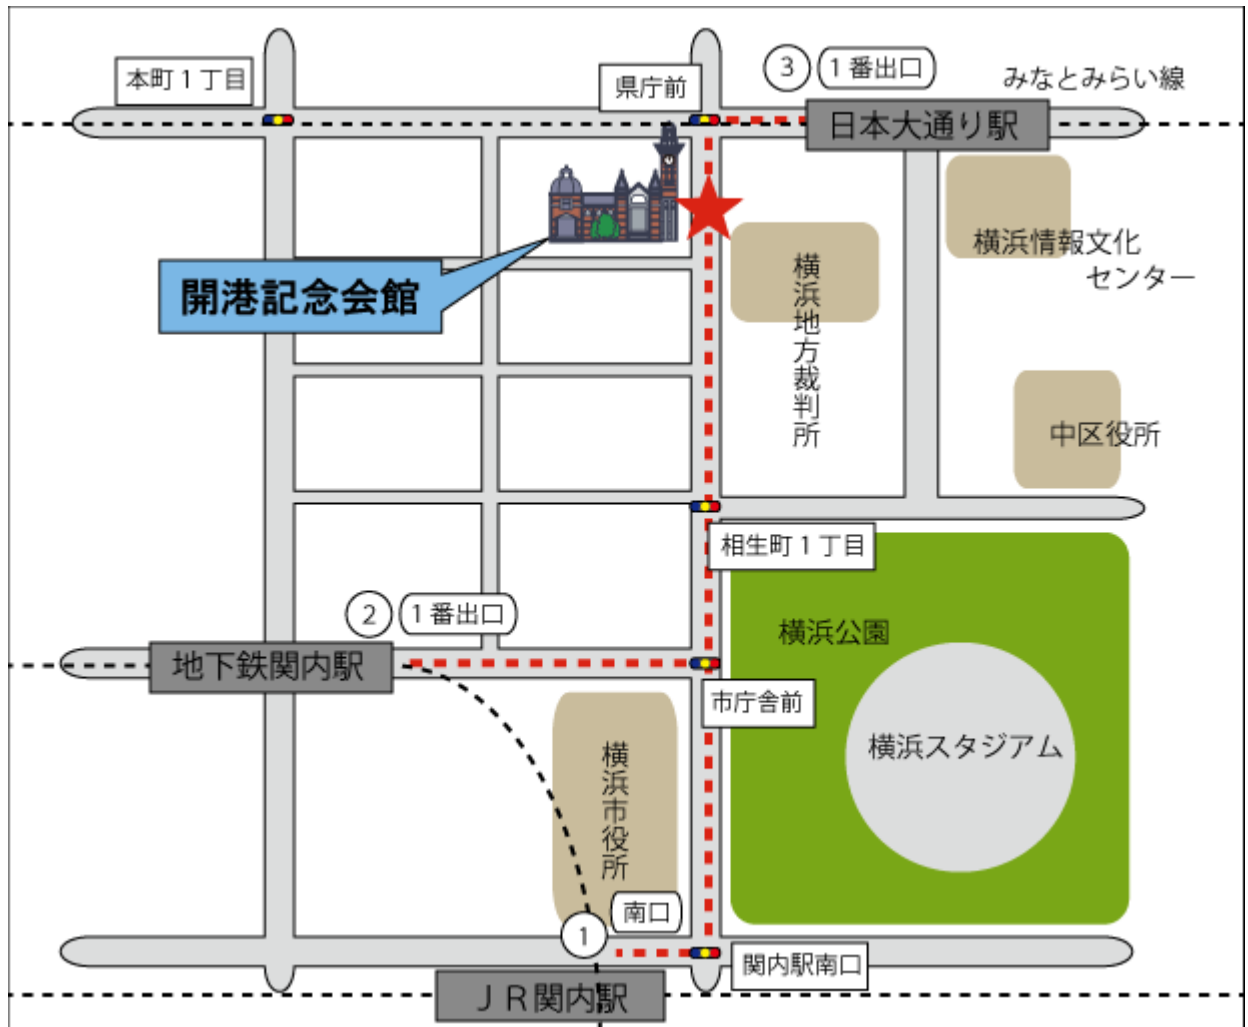 本町1丁目
県庁前
3
1番出口
みなとみらい線
日本大通り駅
横浜情報文化
センター
開港記念会館
横浜地方裁判所
中区役所
相生町1丁目
2
1番出口
横浜公園
地下鉄関内駅
市庁舎前
横浜スタジアム
横浜市役所
南口
1
関内駅南口
JR関内駅